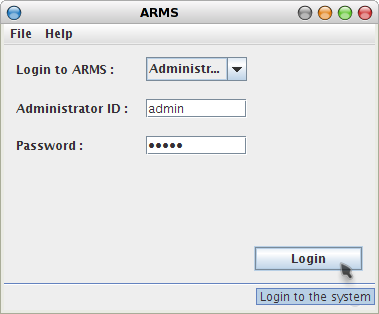 ARMS
File Help
Login to ARMS : Administr...
Administrator ID : admin
Password : •••••
Login
Login to the system